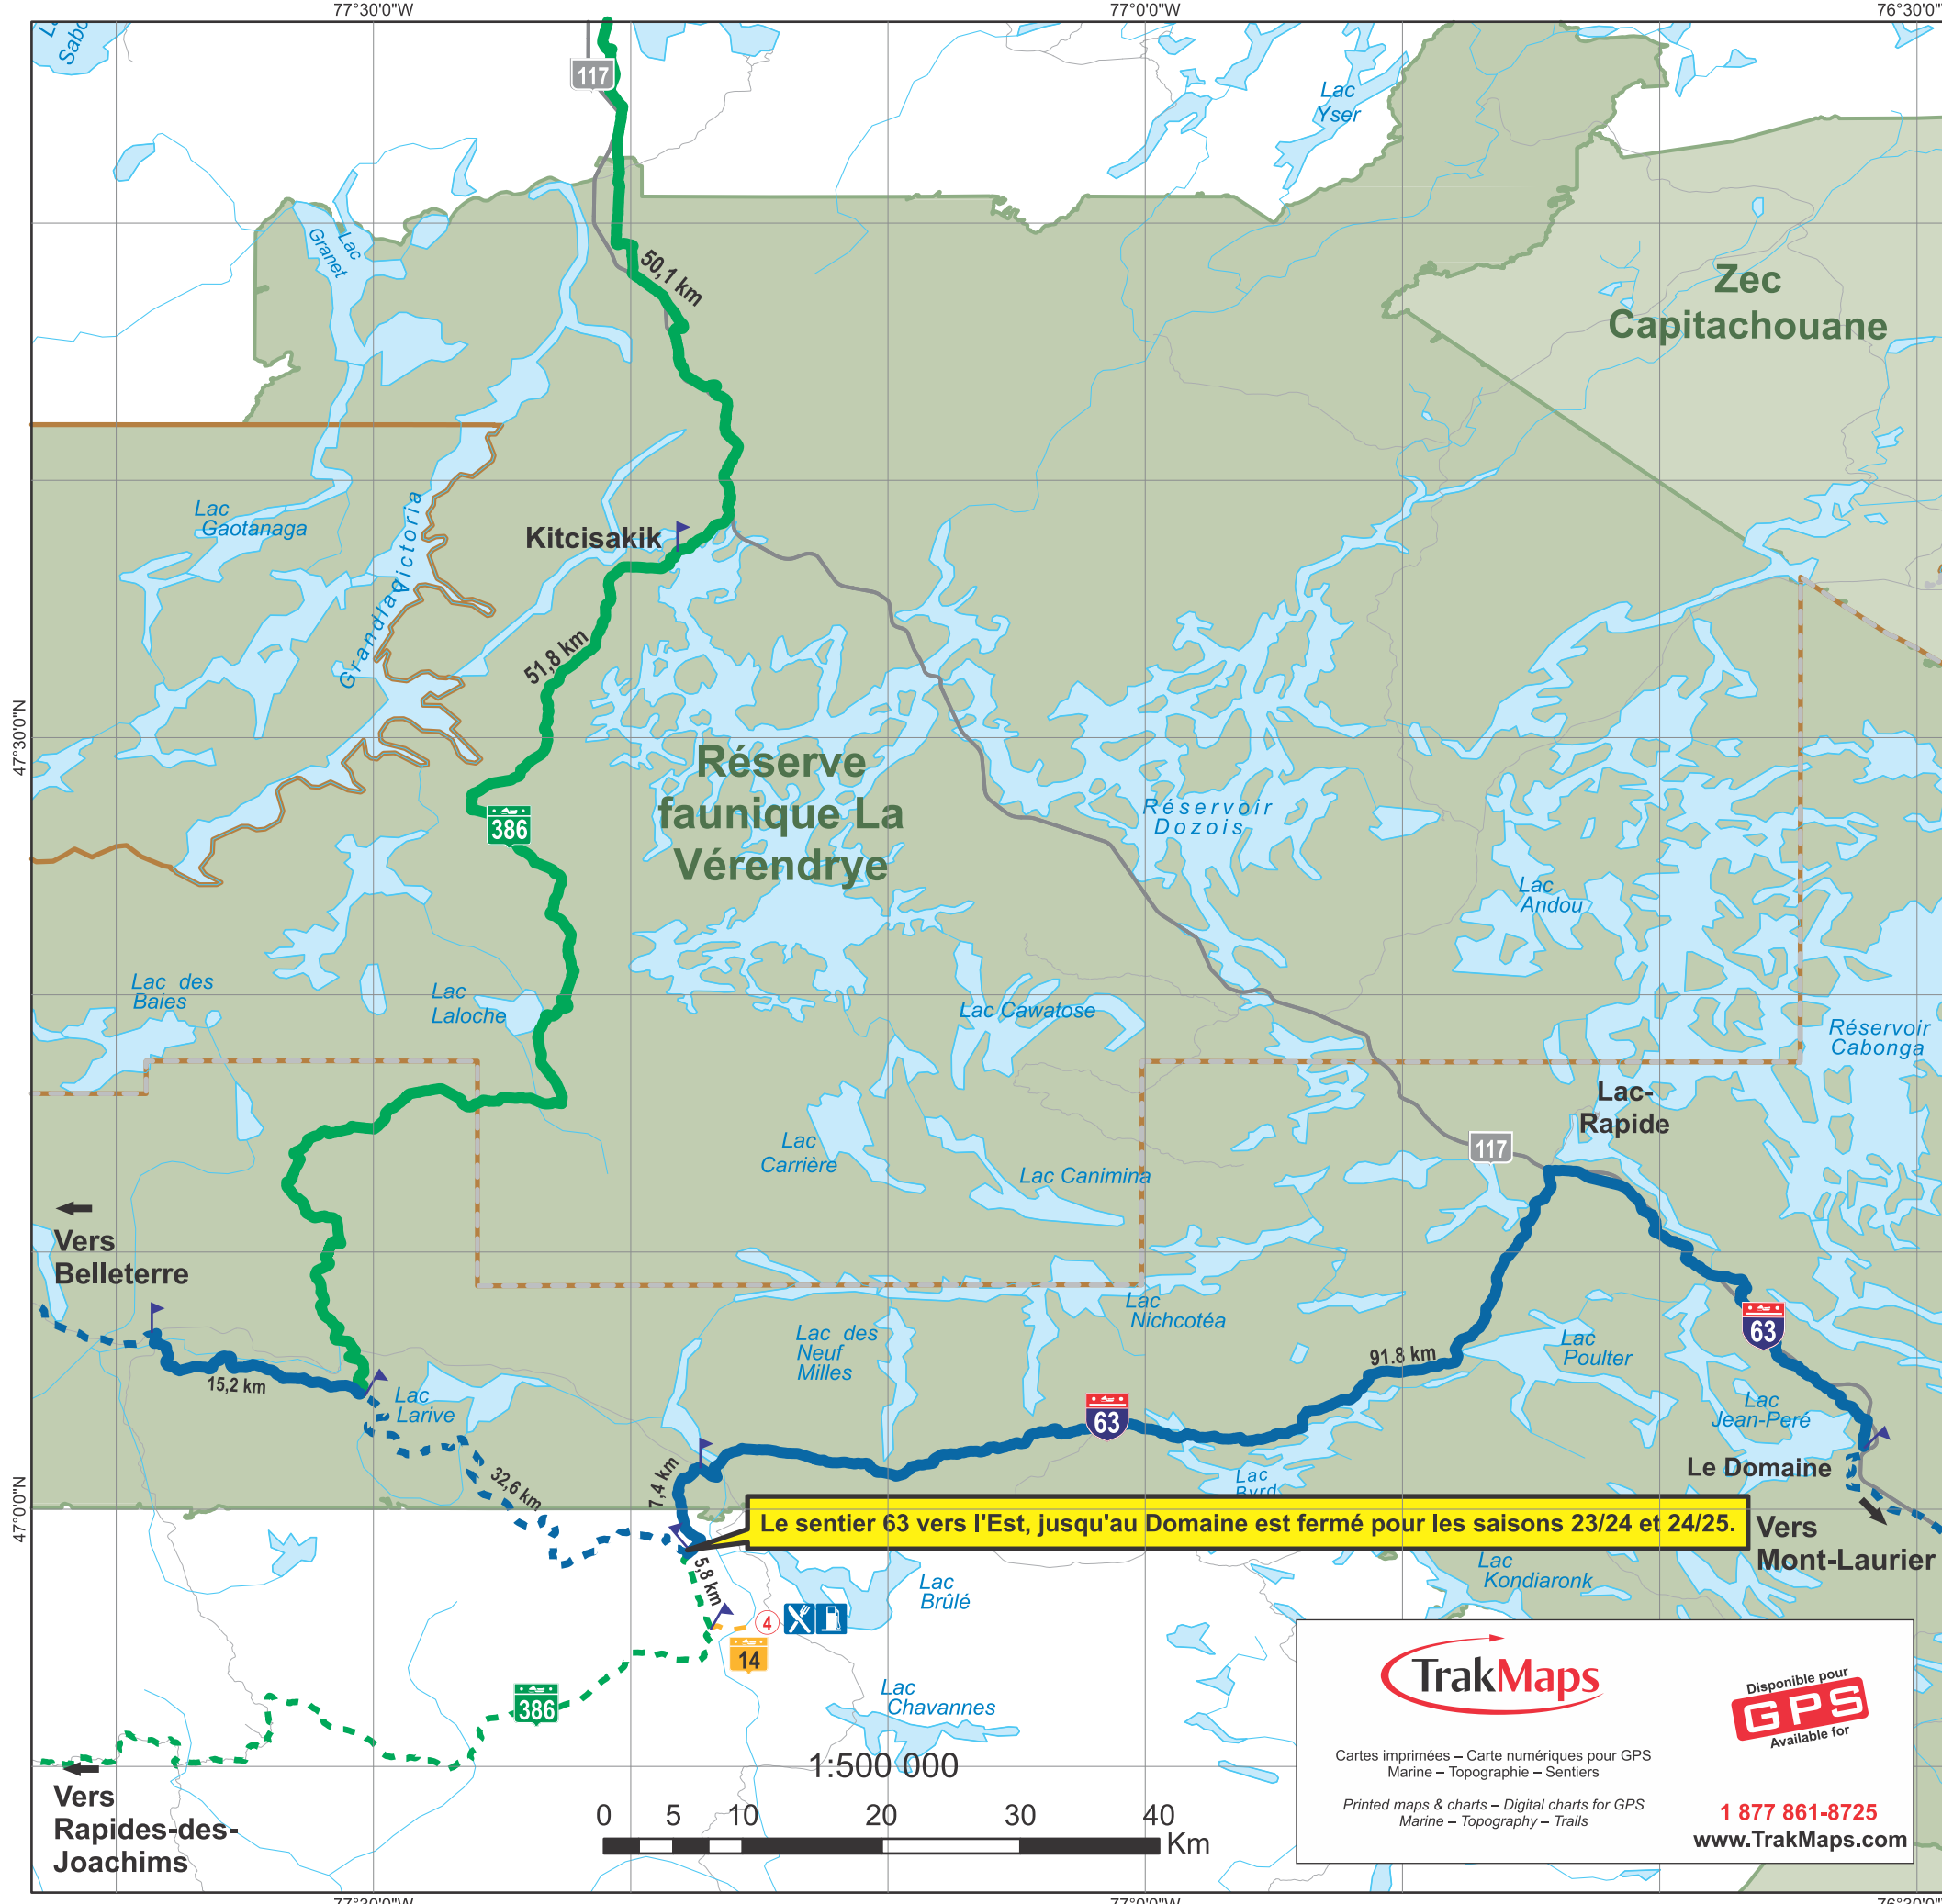 77°30'0"W
77°0'0"W
76°30'0"
117
Lac
Yser
Lac
Granet
50,1 km
Zec
Capitachouane
Lac
Gaotanaga
Grand lac Victoria
Kitcisakik
51,8 km
47°30'0"N
Réserve
faunique La
Vérendrye
386
Réservoir
Dozois
Lac
Andou
Lac des
Baies
Lac
Laloche
Lac Cawatose
Réservoir
Cabonga
Lac-
Rapide
117
Lac
Carrière
Lac Canimina
Vers
Belleterre
Lac
Nichcotéa
Lac des
Neuf
Milles
63
Lac
Poulter
91.8 km
15,2 km
Lac
Larive
63
Lac
Jean-Peré
Le Domaine
32,6 km
7,4 km
Lac
Byrd
47°0'0"N
Le sentier 63 vers l'Est, jusqu'au Domaine est fermé pour les saisons 23/24 et 24/25.
Vers
Mont-Laurier
5,8 km
Lac
Brûlé
Lac
Kondiaronk
4
14
386
Lac
Chavannes
Vers
Rapides-des-
Joachims
1:500 000
0 5 10 20 30 40
Km
TrakMaps
Disponible pour
GPS
Available for
Cartes imprimées – Carte numériques pour GPS
Marine – Topographie – Sentiers
Printed maps & charts – Digital charts for GPS
Marine – Topography – Trails
1 877 861-8725
www.TrakMaps.com